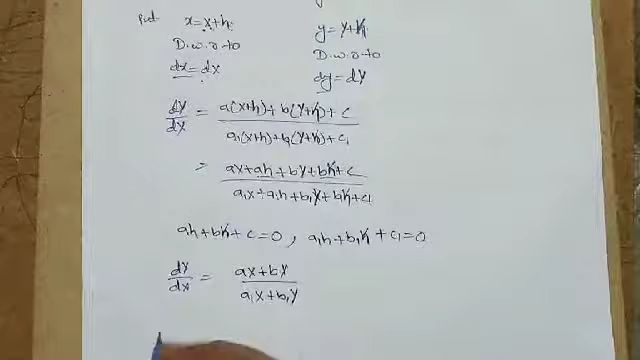 Put x = X+h y = Y+k
D.w.r.to D.w.r.to
dx = dX dy = dY
dY/dX = a(X+h)+b(Y+k)+c / a₁(X+h)+b₁(Y+k)+c₁
= aX+ah+bY+bk+c / a₁X+a₁h+b₁Y+b₁k+c₁
ah+bk+c=0, a₁h+b₁k+c₁=0
dY/dX = aX+bY / a₁X+b₁Y